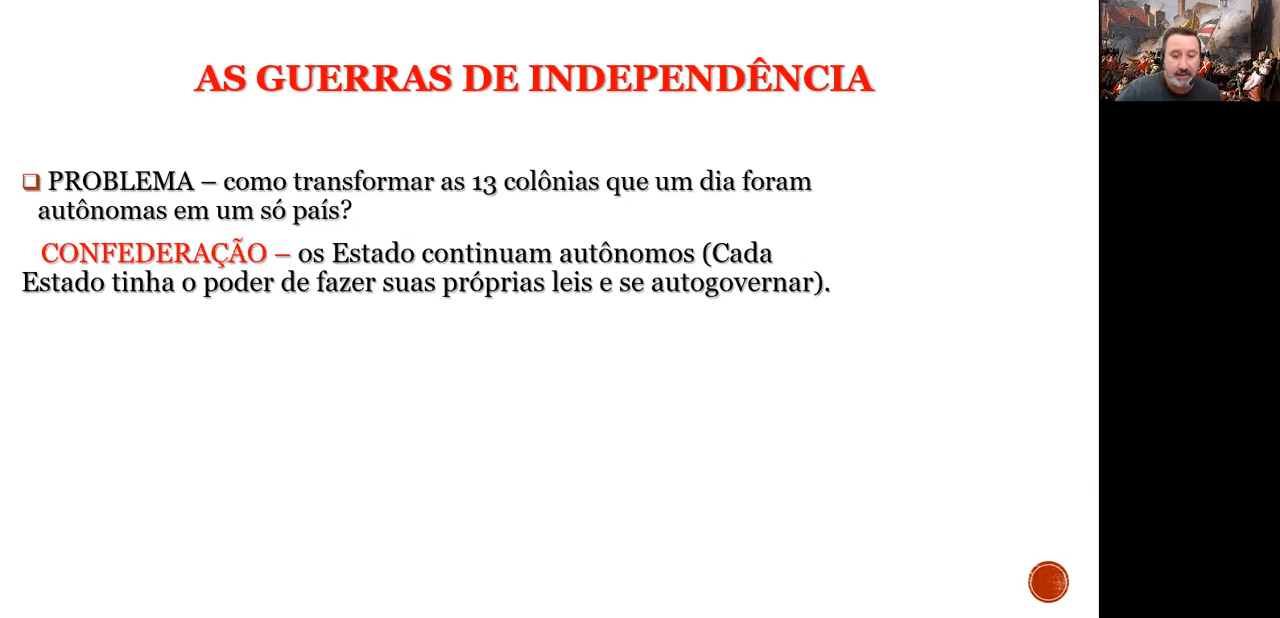 AS GUERRAS DE INDEPENDÊNCIA
PROBLEMA – como transformar as 13 colônias que um dia foram
autônomas em um só país?
CONFEDERAÇÃO – os Estado continuam autônomos (Cada
Estado tinha o poder de fazer suas próprias leis e se autogovernar).